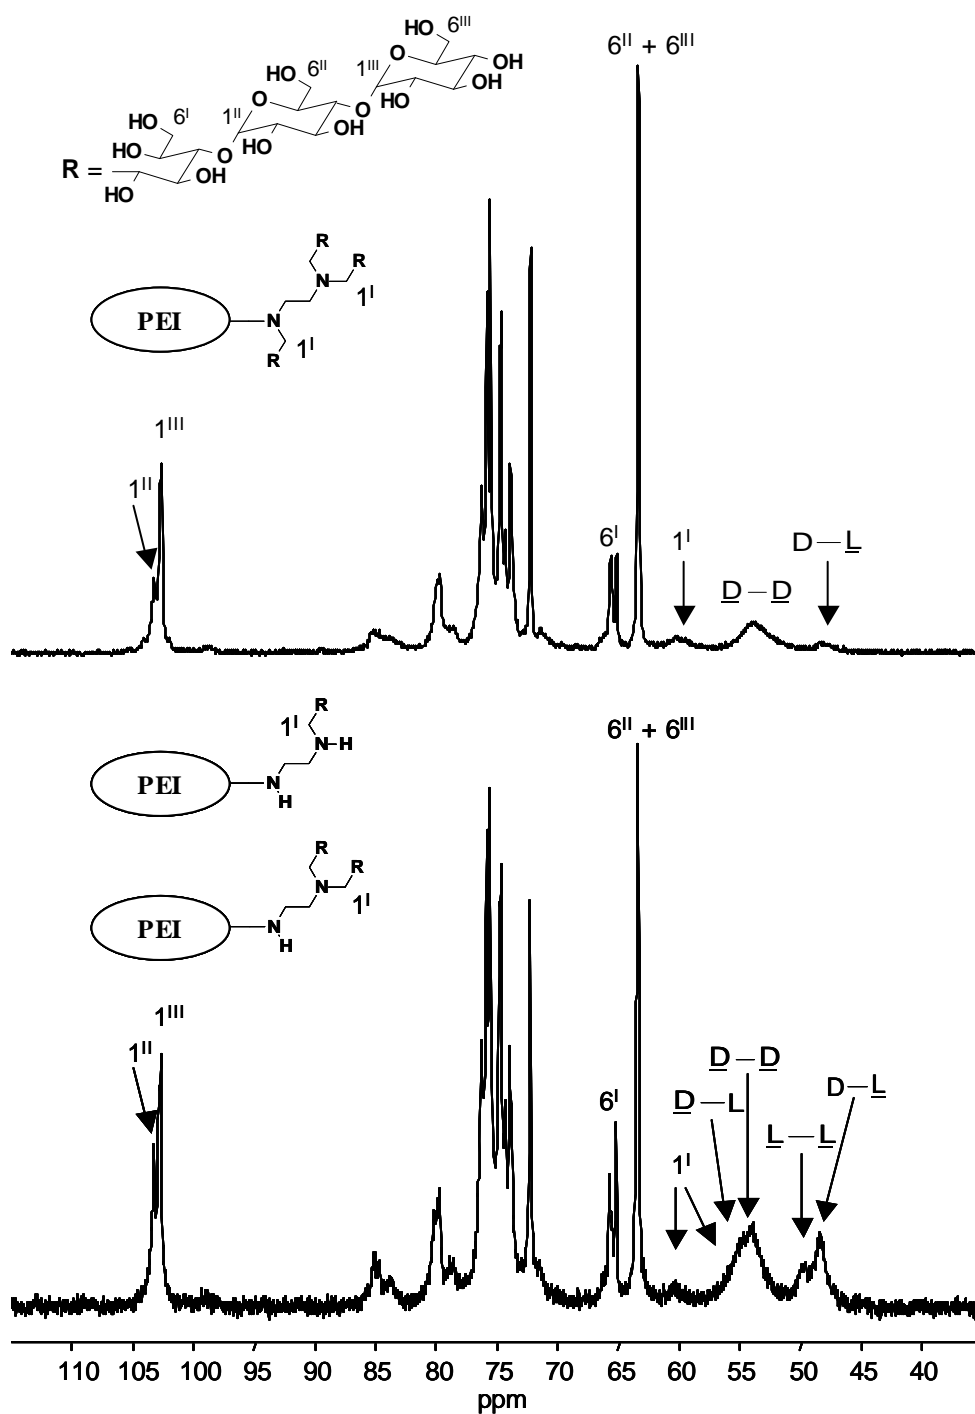 6ᴵᴵᴵ
HO
6ᴵᴵ + 6ᴵᴵᴵ
6ᴵᴵ
1ᴵᴵᴵ
O
OH
HO
OH
6ᴵ
1ᴵᴵ
O
HO
HO
O
OH
HO
HO
O
R =
OH
HO
R
R
N
1ᴵ
PEI
N
R
1ᴵ
1ᴵᴵᴵ
1ᴵᴵ
6ᴵ
1ᴵ
D—L
D–D
R
1ᴵ
6ᴵᴵ + 6ᴵᴵᴵ
N-H
PEI
N
H
R
R
N
1ᴵ
PEI
N
H
1ᴵᴵᴵ
1ᴵᴵ
D–D
6ᴵ
D—L
D–L
L—L
1ᴵ
110 105 100 95 90 85 80 75 70 65 60 55 50 45 40
ppm